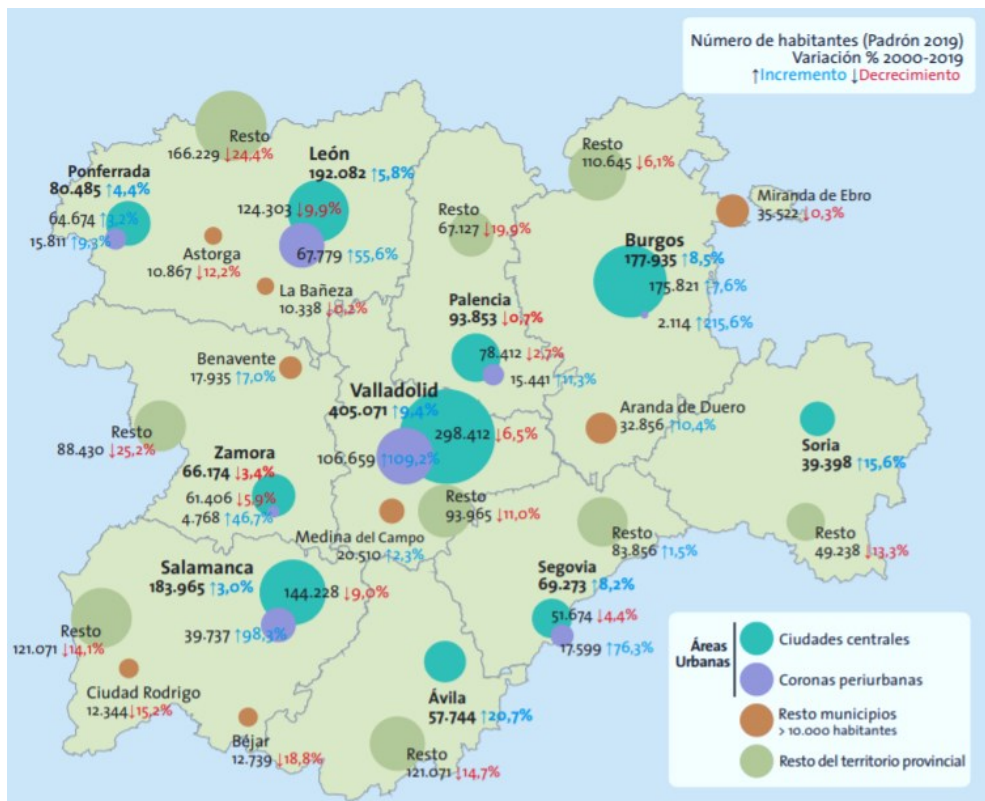 Número de habitantes (Padrón 2019)
Variación % 2000-2019
↑Incremento ↓Decrecimiento
Resto
166.229 ↓24,4%
León
192.082 ↑5,8%
124.303 ↓9,9%
67.779 ↑55,6%
Ponferrada
80.485 ↑4,4%
64.674 ↑3,2%
15.811 ↑9,3%
Astorga
10.867 ↓12,2%
La Bañeza
10.338 ↓0,2%
Resto
67.127 ↓19,9%
Palencia
93.853 ↓0,7%
78.412 ↓2,7%
15.441 ↑11,3%
Resto
110.645 ↓6,1%
Miranda de Ebro
35.522 ↓0,3%
Burgos
177.935 ↑8,5%
175.821 ↑7,6%
2.114 ↑215,6%
Aranda de Duero
32.856 ↑10,4%
Benavente
17.935 ↑7,0%
Resto
88.430 ↓25,2%
Zamora
66.174 ↓3,4%
61.406 ↓5,9%
4.768 ↑46,7%
Valladolid
405.071 ↑9,4%
298.412 ↓6,5%
106.659 ↑109,2%
Resto
93.965 ↓11,0%
Medina del Campo
20.510 ↑2,3%
Soria
39.398 ↑15,6%
Resto
49.238 ↓13,3%
Resto
83.856 ↑1,5%
Segovia
69.273 ↑8,2%
51.674 ↓4,4%
17.599 ↑76,3%
Salamanca
183.965 ↑3,0%
144.228 ↓9,0%
39.737 ↑98,3%
Resto
121.071 ↓14,1%
Ciudad Rodrigo
12.344 ↓15,2%
Béjar
12.739 ↓18,8%
Ávila
57.744 ↑20,7%
Resto
121.071 ↓14,7%
Áreas
Urbanas
Ciudades centrales
Coronas periurbanas
Resto municipios
> 10.000 habitantes
Resto del territorio provincial